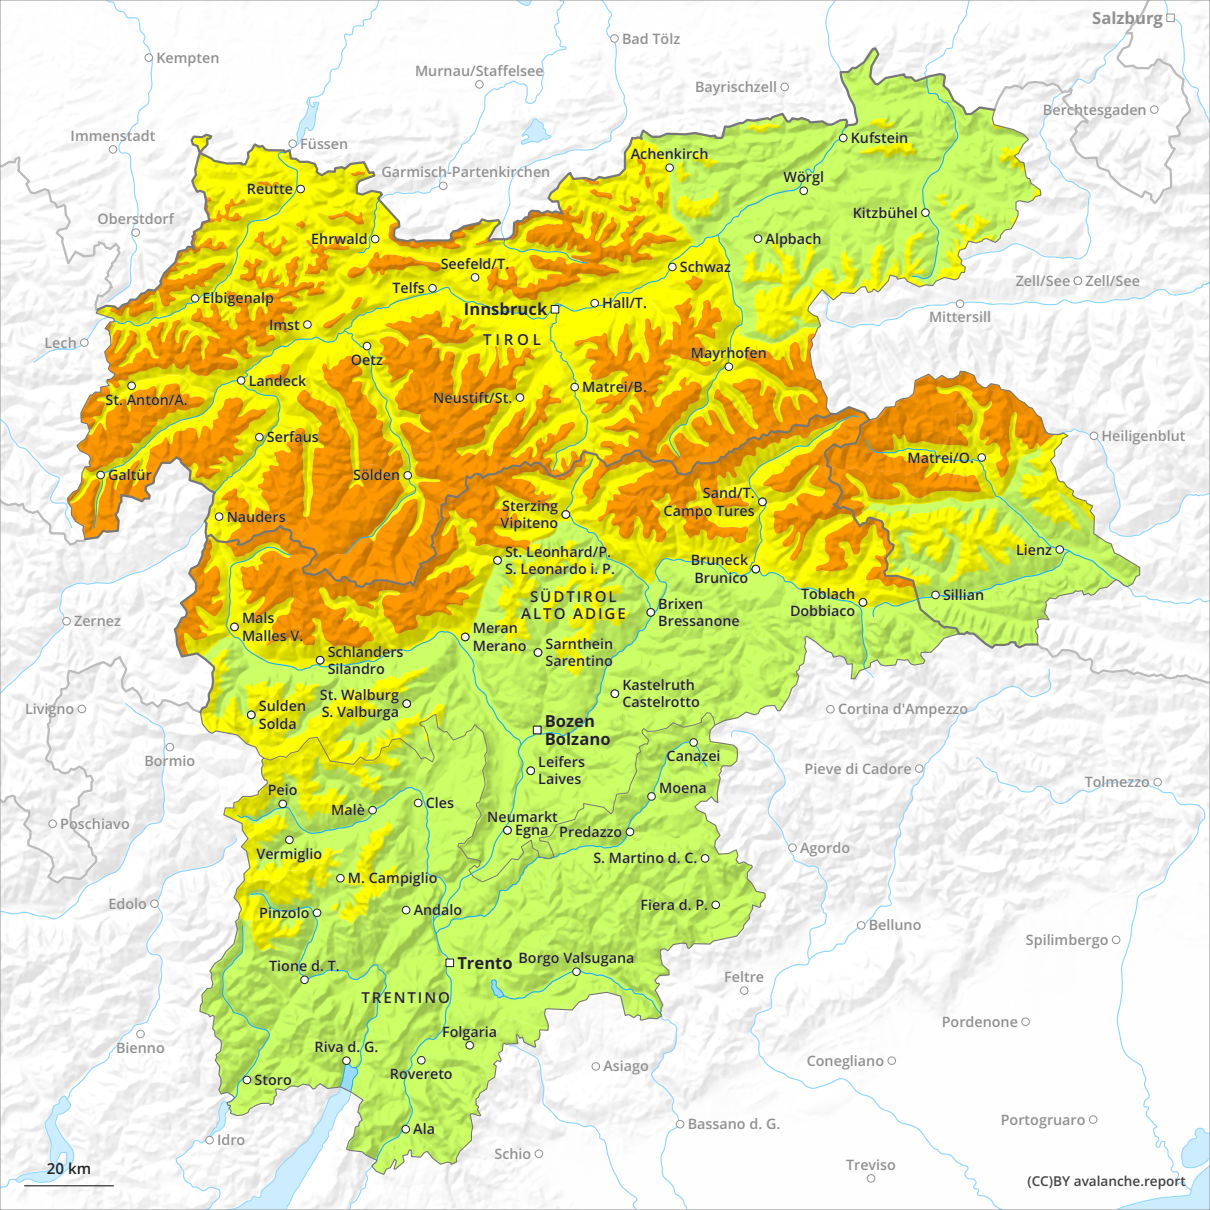 Salzburg
Kempten
Bad Tölz
Murnau/Staffelsee
Bayrischzell
Berchtesgaden
Immenstadt
Füssen
Kufstein
Achenkirch
Garmisch-Partenkirchen
Wörgl
Reutte
Oberstdorf
Kitzbühel
Ehrwald
Alpbach
Seefeld/T.
Schwaz
Zell/See
Zell/See
Telfs
Elbigenalp
Innsbruck
Hall/T.
Mittersill
Imst
TIROL
Lech
Oetz
Mayrhofen
Landeck
Matrei/B.
St. Anton/A.
Neustift/St.
Serfaus
Heiligenblut
Matrei/O.
Galtür
Sölden
Sand/T.
Campo Tures
Sterzing
Vipiteno
Nauders
St. Leonhard/P.
S. Leonardo i. P.
Lienz
Bruneck
Brunico
SÜDTIROL
ALTO ADIGE
Toblach
Dobbiaco
Sillian
Brixen
Bressanone
Zernez
Mals
Malles V.
Meran
Merano
Schlanders
Silandro
Sarnthein
Sarentino
Kastelruth
Castelrotto
St. Walburg
S. Valburga
Sulden
Solda
Livigno
Cortina d'Ampezzo
Bozen
Bolzano
Bormio
Canazei
Leifers
Laives
Pieve di Cadore
Tolmezzo
Peio
Moena
Malè
Cles
Neumarkt
Egna
Predazzo
Poschiavo
Vermiglio
Agordo
S. Martino d. C.
M. Campiglio
Edolo
Pinzolo
Andalo
Fiera d. P.
Belluno
Spilimbergo
Trento
Borgo Valsugana
Tione d. T.
Feltre
TRENTINO
Pordenone
Bienno
Folgaria
Riva d. G.
Conegliano
Asiago
Rovereto
Storo
Portogruaro
Bassano d. G.
Ala
Idro
Schio
Treviso
20 km
(CC)BY avalanche.report